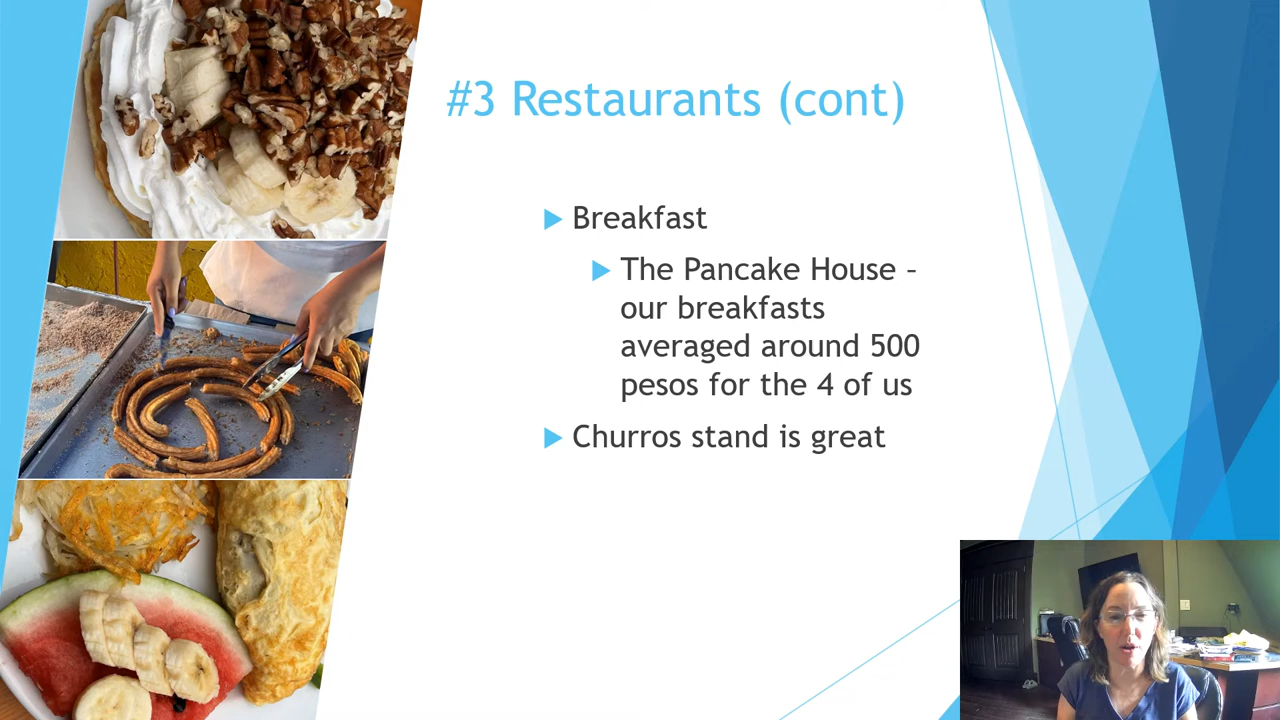 #3 Restaurants (cont)
Breakfast
The Pancake House –
our breakfasts
averaged around 500
pesos for the 4 of us
Churros stand is great